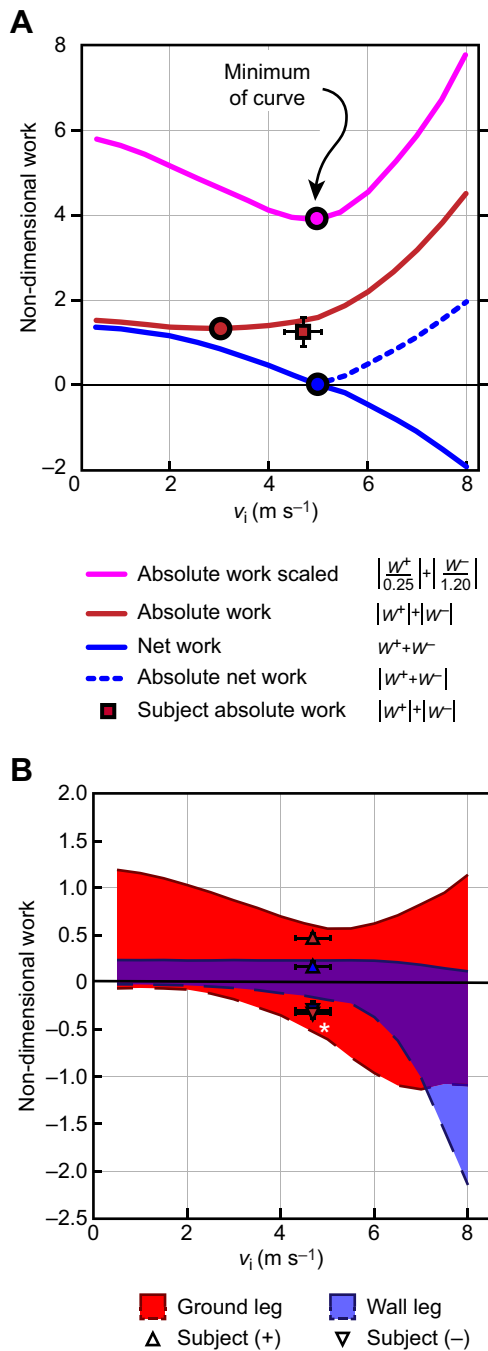 A
8
6
4
2
0
–2
Non-dimensional work
Minimum
of curve
0 2 4 6 8
vᵢ (m s⁻¹)
Absolute work scaled |W⁺/0.25|+|W⁻/1.20|
Absolute work |W⁺|+|W⁻|
Net work W⁺+W⁻
Absolute net work |W⁺+W⁻|
Subject absolute work |W⁺|+|W⁻|
B
2.0
1.5
1.0
0.5
0
–0.5
–1.0
–1.5
–2.0
–2.5
Non-dimensional work
*
0 2 4 6 8
vᵢ (m s⁻¹)
Ground leg Wall leg
Subject (+) Subject (–)